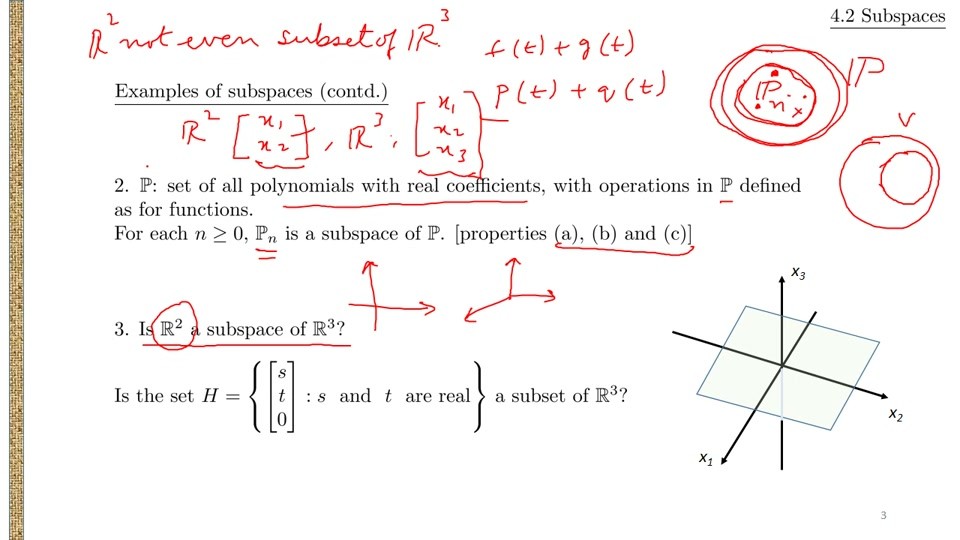 4.2 Subspaces
ℝ² not even subset of ℝ³.
f(t) + g(t)
p(t) + q(t)
ℙ
ℙn
V
Examples of subspaces (contd.)
ℝ² [x₁ x₂], ℝ³: [x₁ x₂ x₃]
2. ℙ: set of all polynomials with real coefficients, with operations in ℙ defined
as for functions.
For each n ≥ 0, ℙₙ is a subspace of ℙ. [properties (a), (b) and (c)]
3. Is ℝ² a subspace of ℝ³?
Is the set H = { [s t 0] : s and t are real } a subset of ℝ³?
x₃
x₂
x₁
3